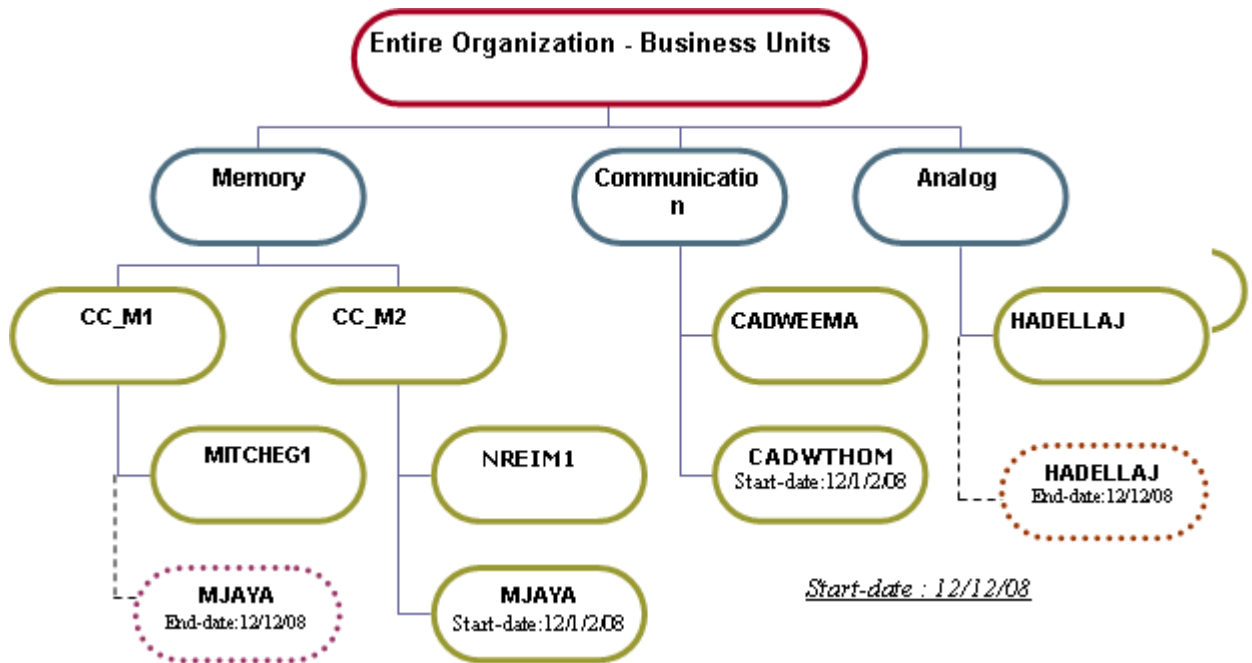 Entire Organization - Business Units
Memory
Communicatio
n
Analog
CC_M1
CC_M2
CADWEEMA
HADELLAJ
MITCHEG1
NREIM1
CADWTHOM
Start-date:12/1/2/08
HADELLAJ
End-date:12/12/08
MJAYA
End-date:12/12/08
MJAYA
Start-date:12/1/2/08
Start-date : 12/12/08